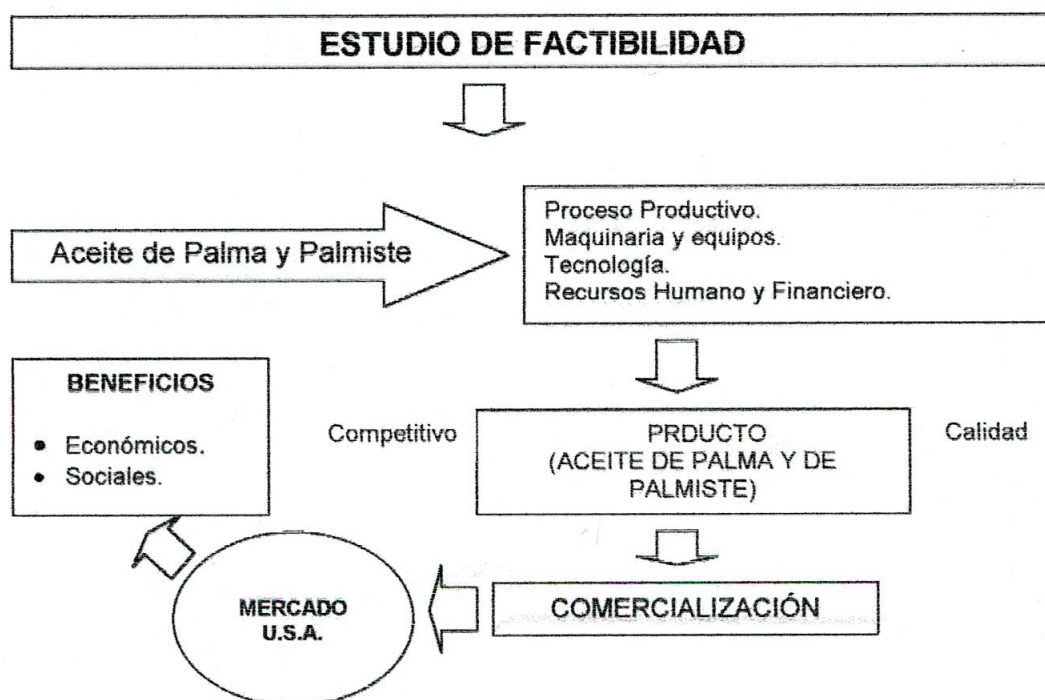 ESTUDIO DE FACTIBILIDAD
Aceite de Palma y Palmiste
Proceso Productivo.
Maquinaria y equipos.
Tecnología.
Recursos Humano y Financiero.
BENEFICIOS
• Económicos.
• Sociales.
Competitivo
PRDUCTO
(ACEITE DE PALMA Y DE
PALMISTE)
Calidad
MERCADO
U.S.A.
COMERCIALIZACIÓN